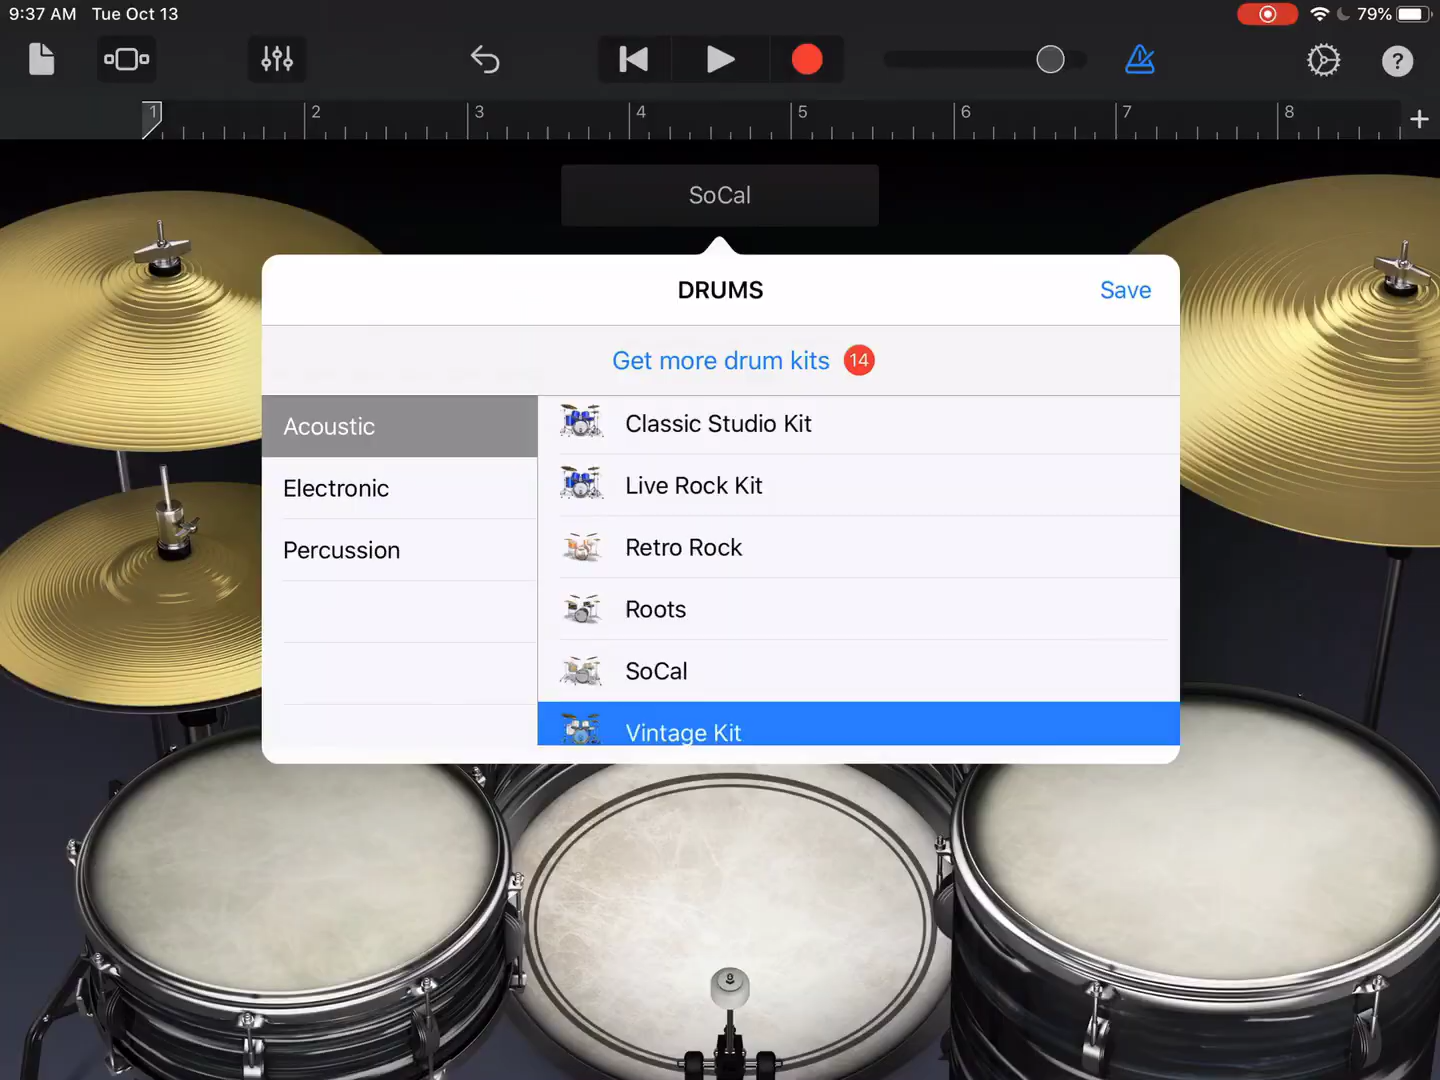 9:37 AM Tue Oct 13 79%
?
1 2 3 4 5 6 7 8 +
SoCal
DRUMS Save
Get more drum kits 14
Acoustic
Electronic
Percussion
Classic Studio Kit
Live Rock Kit
Retro Rock
Roots
SoCal
Vintage Kit